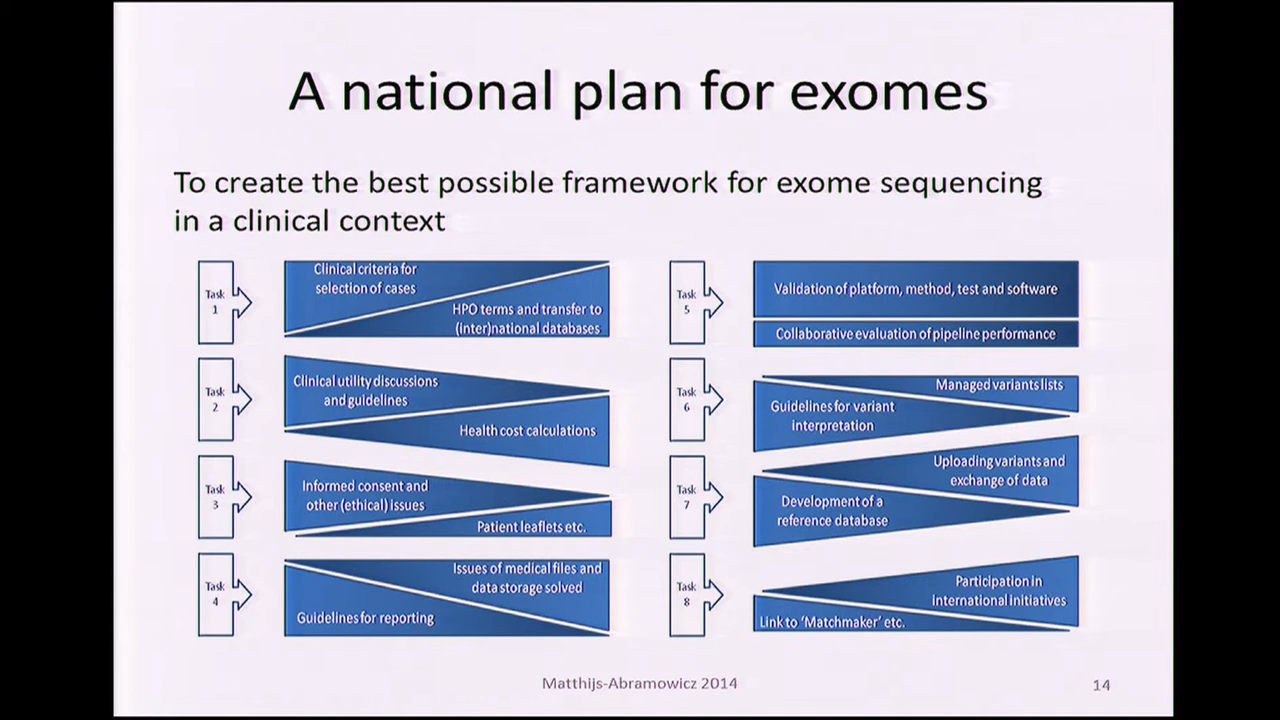 A national plan for exomes
To create the best possible framework for exome sequencing
in a clinical context
Task
1
Clinical criteria for
selection of cases
HPO terms and transfer to
(inter)national databases
Task
2
Clinical utility discussions
and guidelines
Health cost calculations
Task
3
Informed consent and
other (ethical) issues
Patient leaflets etc.
Task
4
Issues of medical files and
data storage solved
Guidelines for reporting
Task
5
Validation of platform, method, test and software
Collaborative evaluation of pipeline performance
Task
6
Managed variants lists
Guidelines for variant
interpretation
Task
7
Uploading variants and
exchange of data
Development of a
reference database
Task
8
Participation in
international initiatives
Link to ‘Matchmaker’ etc.
Matthijs-Abramowicz 2014
14